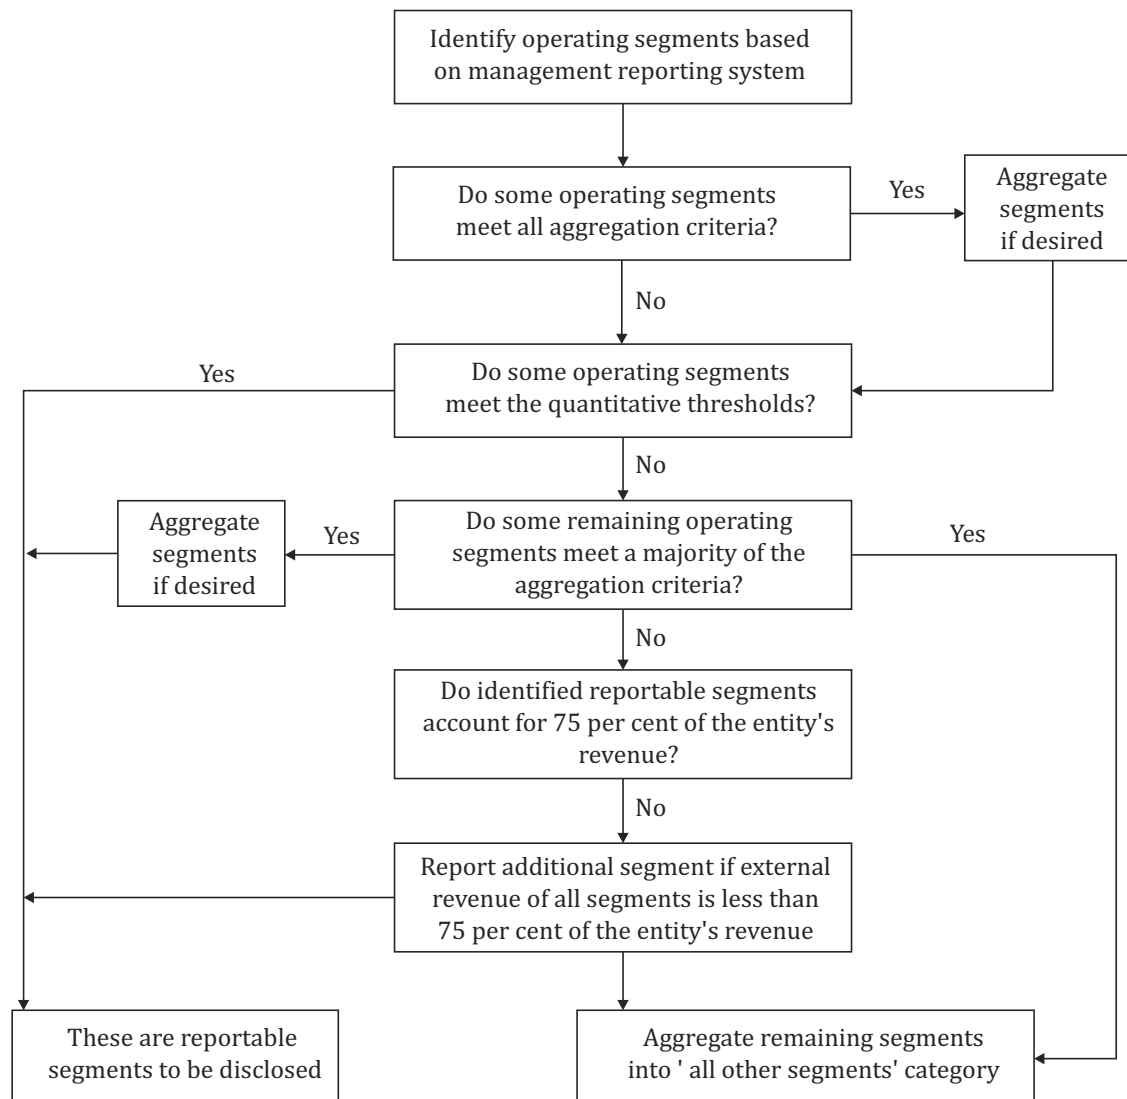 Identify operating segments based
on management reporting system
Do some operating segments
meet all aggregation criteria?
Yes
Aggregate
segments
if desired
No
Yes
Do some operating segments
meet the quantitative thresholds?
No
Aggregate
segments
if desired
Yes
Do some remaining operating
segments meet a majority of the
aggregation criteria?
Yes
No
Do identified reportable segments
account for 75 per cent of the entity's
revenue?
No
Report additional segment if external
revenue of all segments is less than
75 per cent of the entity's revenue
These are reportable
segments to be disclosed
Aggregate remaining segments
into ' all other segments' category